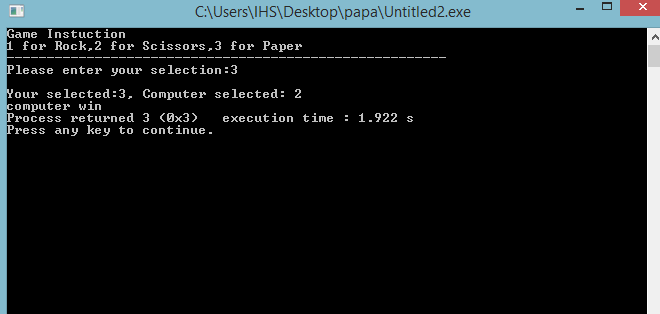 C:\Users\IHS\Desktop\papa\Untitled2.exe
Game Instuction
1 for Rock,2 for Scissors,3 for Paper
-------------------------------------------------------
Please enter your selection:3
Your selected:3, Computer selected: 2
computer win
Process returned 3 (0x3)   execution time : 1.922 s
Press any key to continue.